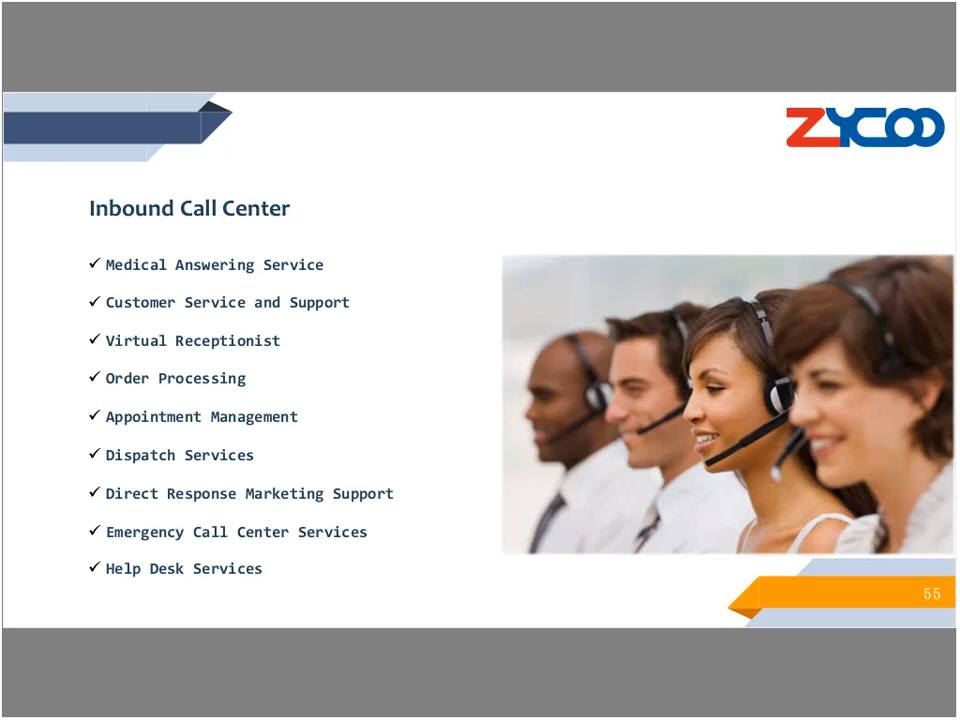 ZYCOO
Inbound Call Center
✓ Medical Answering Service
✓ Customer Service and Support
✓ Virtual Receptionist
✓ Order Processing
✓ Appointment Management
✓ Dispatch Services
✓ Direct Response Marketing Support
✓ Emergency Call Center Services
✓ Help Desk Services
55